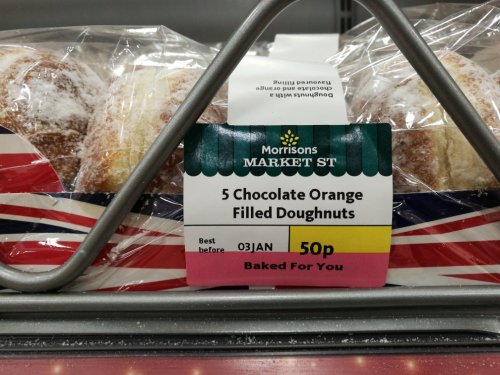 Doughnuts with a
chocolate and orange
flavoured filling
Morrisons
MARKET ST
5 Chocolate Orange
Filled Doughnuts
Best
before 03JAN 50p
Baked For You